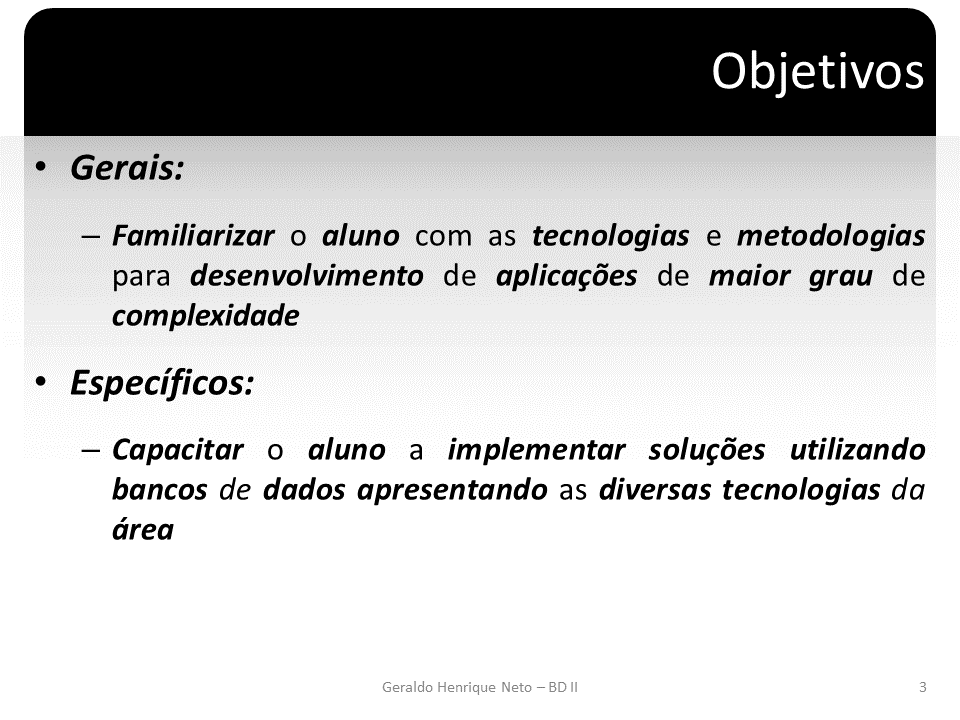 Objetivos
• Gerais:
– Familiarizar o aluno com as tecnologias e metodologias
para desenvolvimento de aplicações de maior grau de
complexidade
• Específicos:
– Capacitar o aluno a implementar soluções utilizando
bancos de dados apresentando as diversas tecnologias da
área
Geraldo Henrique Neto – BD II
3